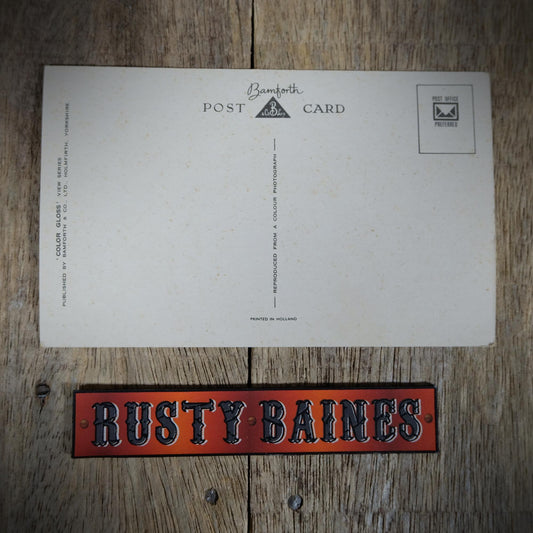 Bamforth
POST B CARD
POST OFFICE
PREFERRED
'COLOR GLOSS' VIEW SERIES
PUBLISHED BY BAMFORTH & CO. LTD., HOLMFIRTH, YORKSHIRE
REPRODUCED FROM A COLOUR PHOTOGRAPH
PRINTED IN HOLLAND
RUSTY BAINES